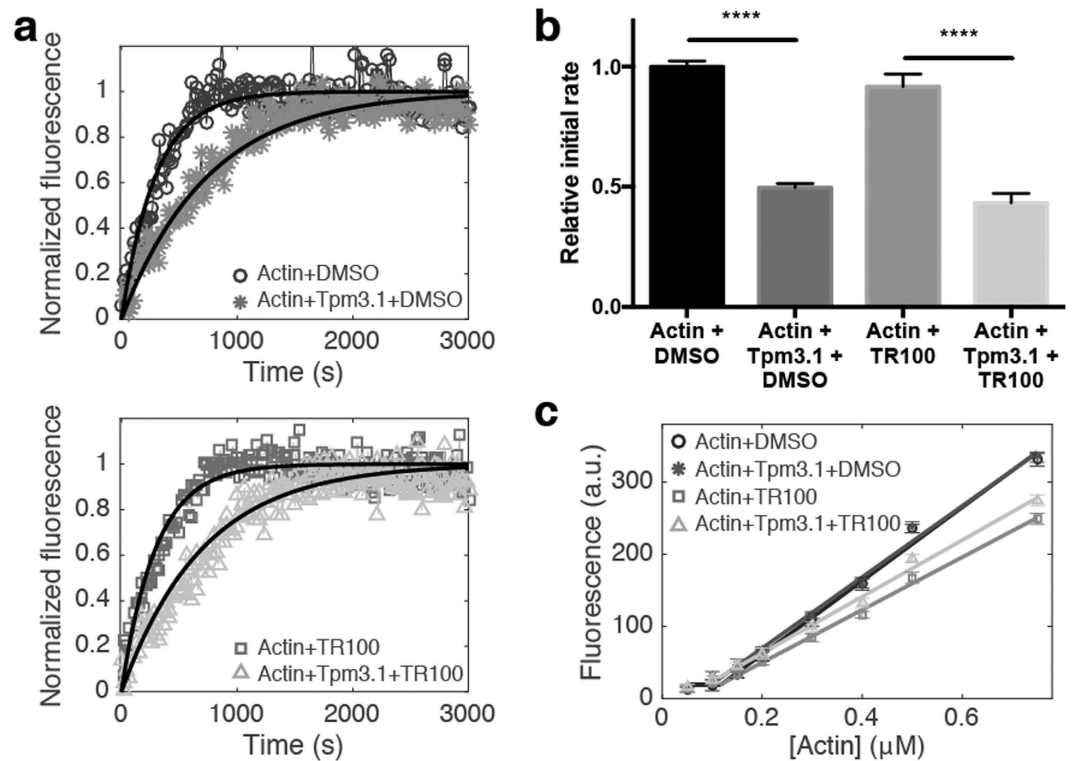 a
Normalized fluorescence
1
0.8
0.6
0.4
0.2
0
Actin+DMSO
Actin+Tpm3.1+DMSO
0 1000 2000 3000
Time (s)
Normalized fluorescence
1
0.8
0.6
0.4
0.2
0
Actin+TR100
Actin+Tpm3.1+TR100
0 1000 2000 3000
Time (s)
b
Relative initial rate
1.0
0.5
0.0
**** ****
Actin + Actin + Actin + Actin +
DMSO Tpm3.1 + TR100 Tpm3.1 +
DMSO TR100
c
Fluorescence (a.u.)
300
200
100
0
Actin+DMSO
Actin+Tpm3.1+DMSO
Actin+TR100
Actin+Tpm3.1+TR100
0 0.2 0.4 0.6
[Actin] (μM)